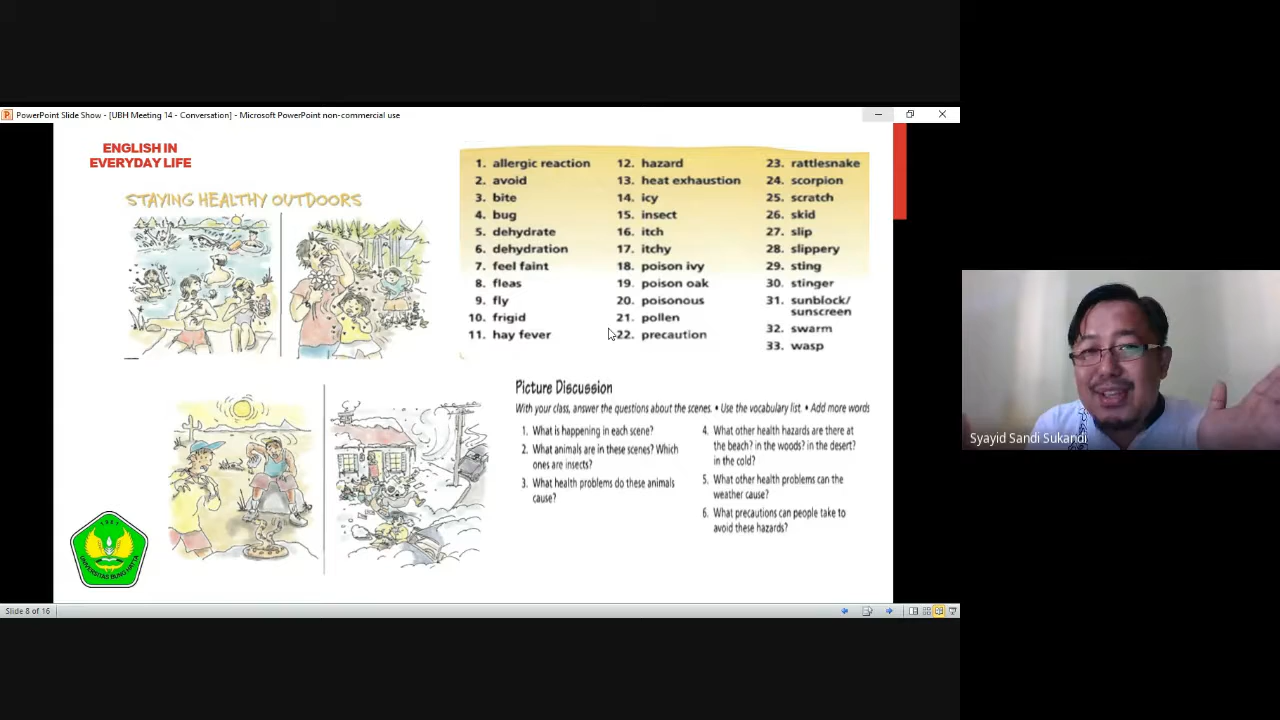 PowerPoint Slide Show - [UBH Meeting 14 - Conversation] - Microsoft PowerPoint non-commercial use
ENGLISH IN
EVERYDAY LIFE
STAYING HEALTHY OUTDOORS
1. allergic reaction
2. avoid
3. bite
4. bug
5. dehydrate
6. dehydration
7. feel faint
8. fleas
9. fly
10. frigid
11. hay fever
12. hazard
13. heat exhaustion
14. icy
15. insect
16. itch
17. itchy
18. poison ivy
19. poison oak
20. poisonous
21. pollen
22. precaution
23. rattlesnake
24. scorpion
25. scratch
26. skid
27. slip
28. slippery
29. sting
30. stinger
31. sunblock/
sunscreen
32. swarm
33. wasp
Picture Discussion
With your class, answer the questions about the scenes. • Use the vocabulary list. • Add more words
1. What is happening in each scene?
2. What animals are in these scenes? Which
ones are insects?
3. What health problems do these animals
cause?
4. What other health hazards are there at
the beach? in the woods? in the desert?
in the cold?
5. What other health problems can the
weather cause?
6. What precautions can people take to
avoid these hazards?
1981
UNIVERSITAS BUNG HATTA
Syayid Sandi Sukandi
Slide 8 of 16